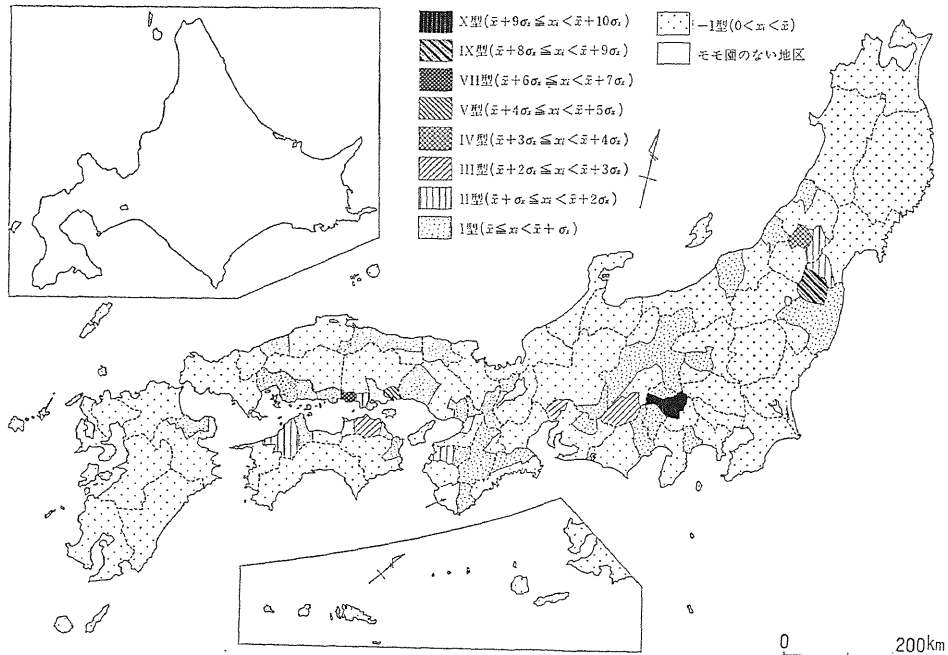 X型(x̄+9σₓ≦xᵢ<x̄+10σₓ)
IX型(x̄+8σₓ≦xᵢ<x̄+9σₓ)
VII型(x̄+6σₓ≦xᵢ<x̄+7σₓ)
V型(x̄+4σₓ≦xᵢ<x̄+5σₓ)
IV型(x̄+3σₓ≦xᵢ<x̄+4σₓ)
III型(x̄+2σₓ≦xᵢ<x̄+3σₓ)
II型(x̄+σₓ≦xᵢ<x̄+2σₓ)
I型(x̄≦xᵢ<x̄+σₓ)
-I型(0<xᵢ<x̄)
モモ園のない地区
0 200km